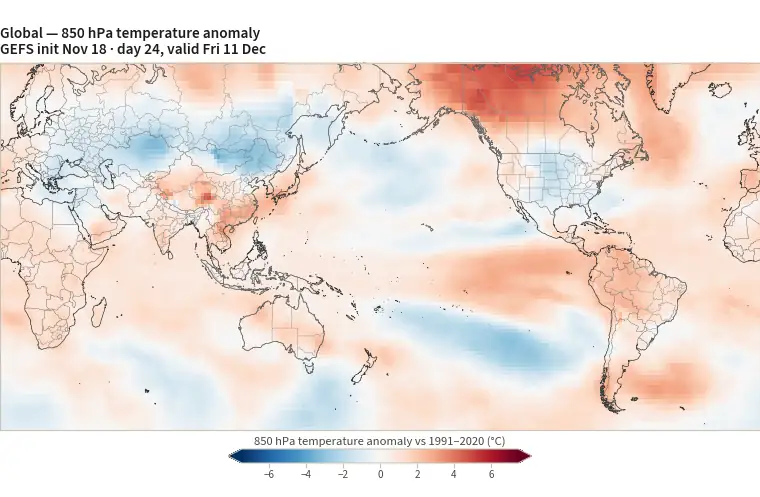 Global — 850 hPa temperature anomaly
GEFS init Nov 18 · day 24, valid Fri 11 Dec
850 hPa temperature anomaly vs 1991–2020 (°C)
−6 −4 −2 0 2 4 6